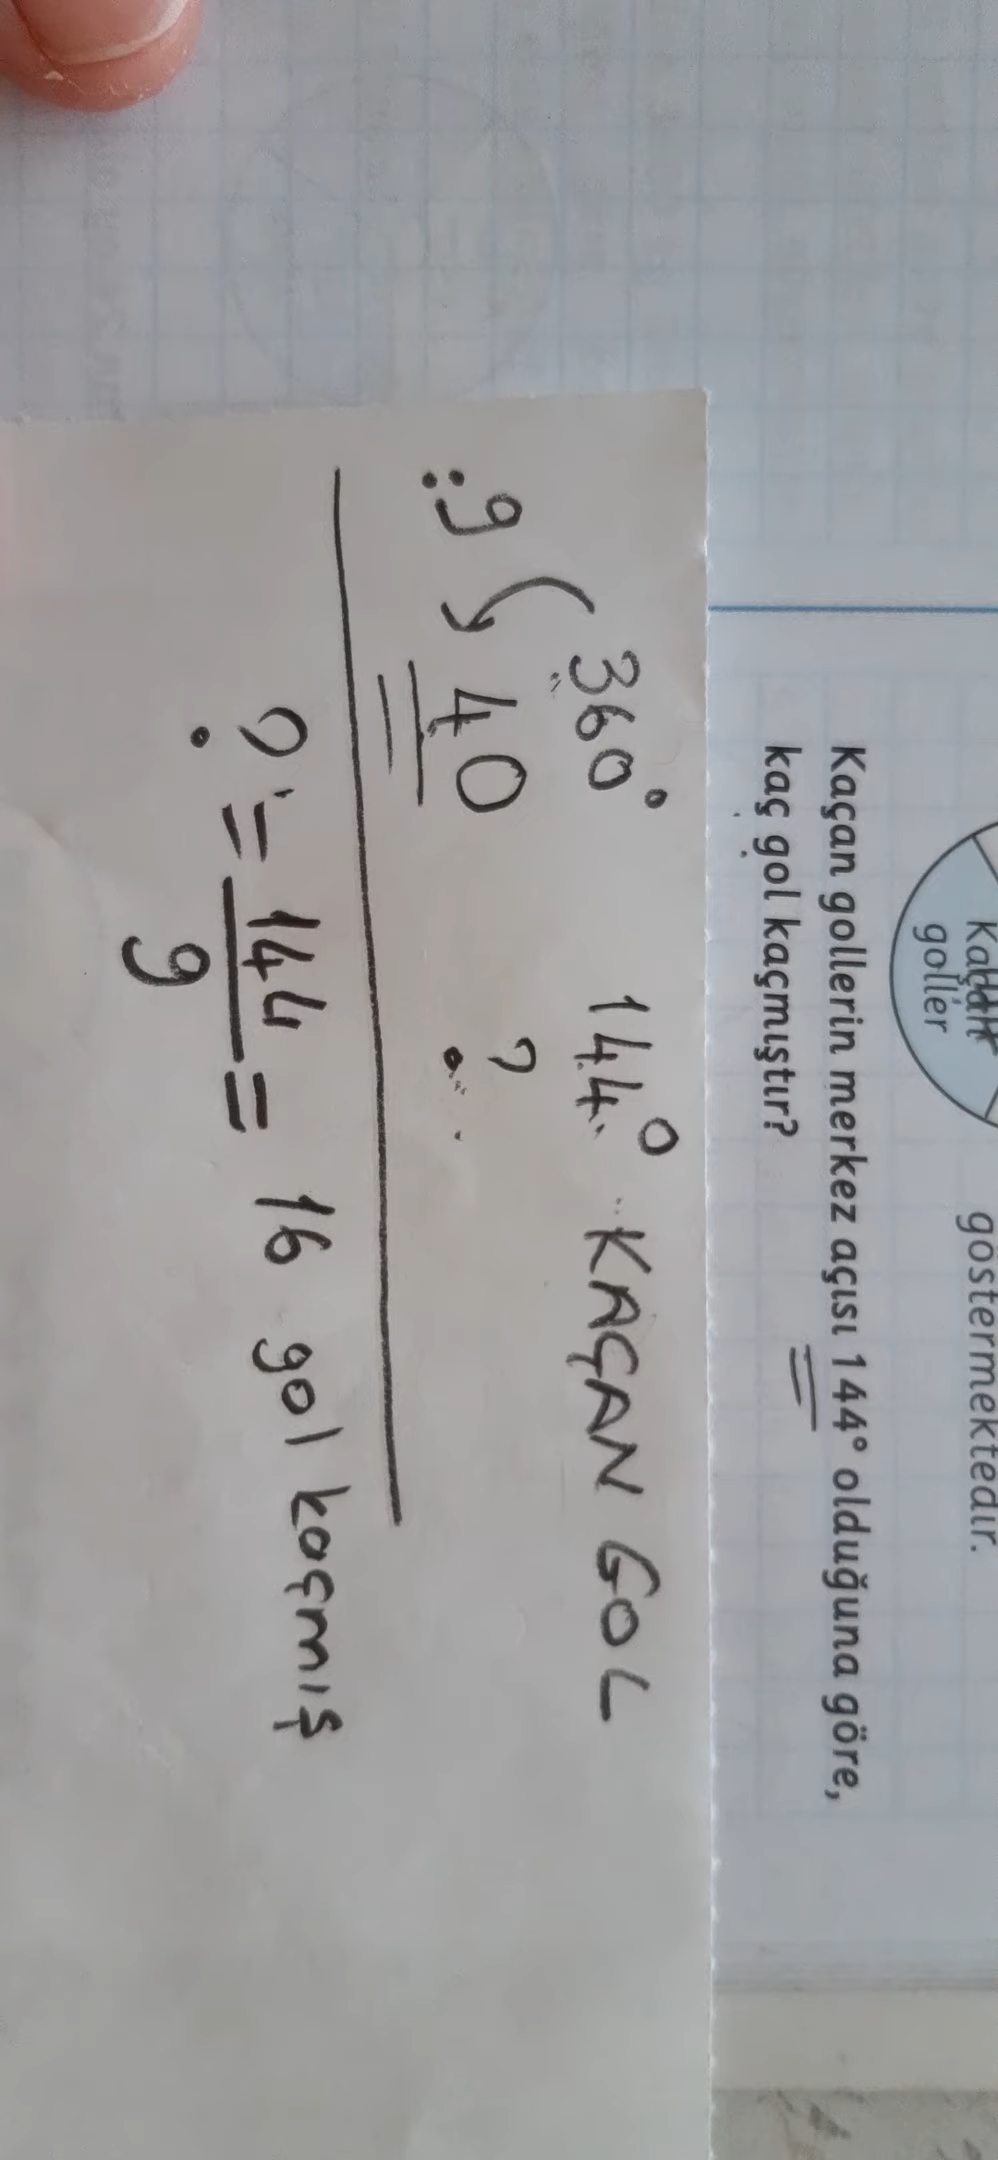 Kaçan
goller
göstermektedir.
Kaçan gollerin merkez açısı 144° olduğuna göre,
kaç gol kaçmıştır?
360° 144° KAÇAN GOL
:9 40 ?
? = 144/9 = 16 gol kaçmış